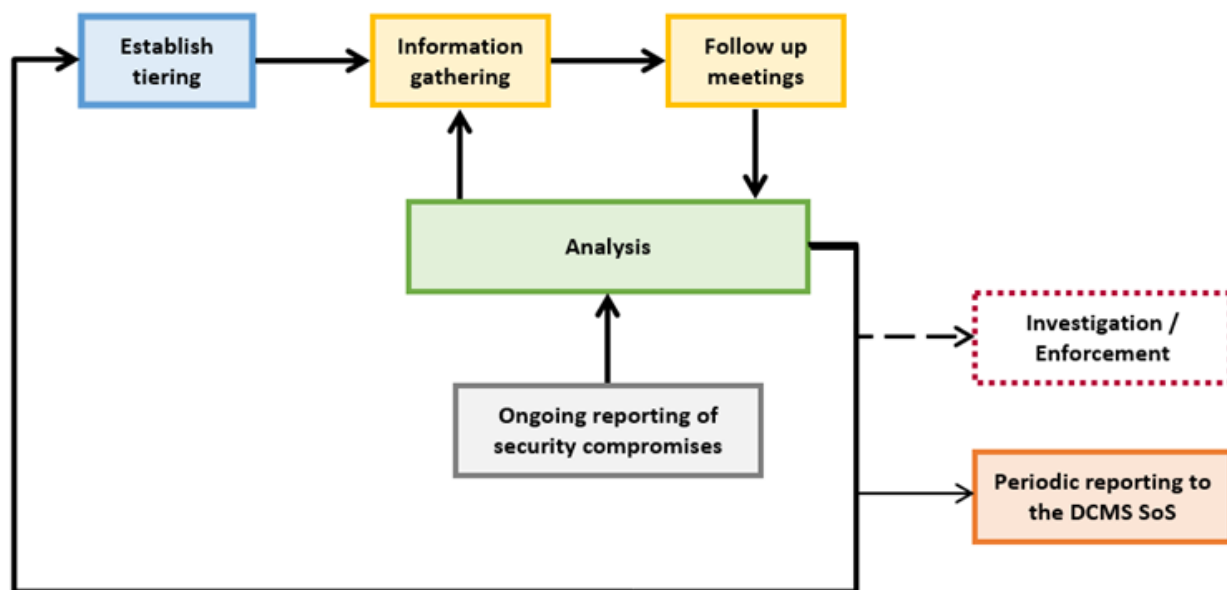 Establish
tiering
Information
gathering
Follow up
meetings
Analysis
Investigation /
Enforcement
Ongoing reporting of
security compromises
Periodic reporting to
the DCMS SoS